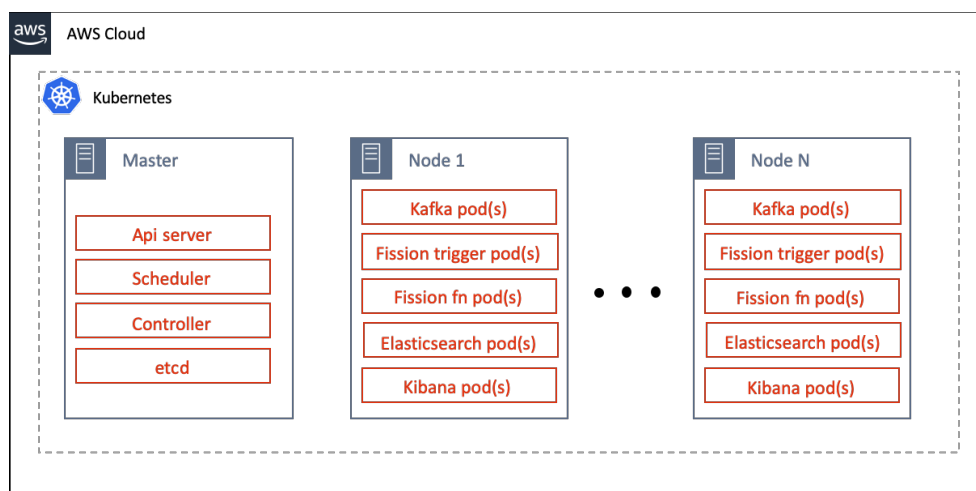 aws
AWS Cloud
Kubernetes
Master
Api server
Scheduler
Controller
etcd
Node 1
Kafka pod(s)
Fission trigger pod(s)
Fission fn pod(s)
Elasticsearch pod(s)
Kibana pod(s)
Node N
Kafka pod(s)
Fission trigger pod(s)
Fission fn pod(s)
Elasticsearch pod(s)
Kibana pod(s)